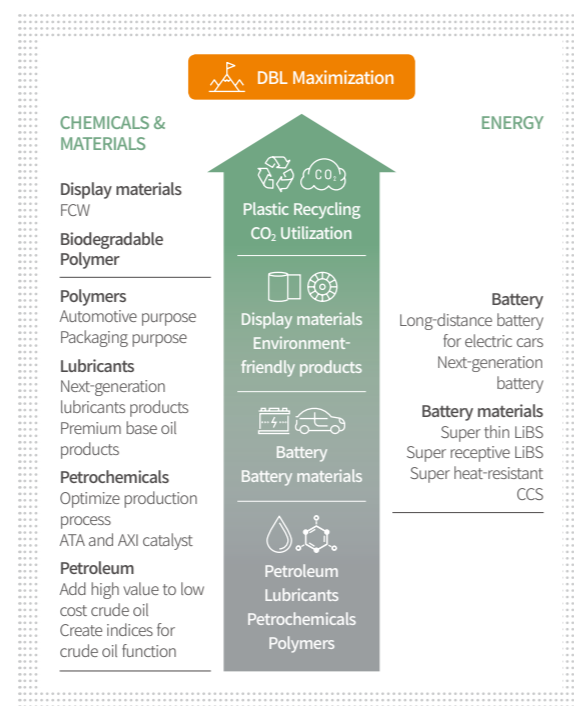 DBL Maximization
CHEMICALS &
MATERIALS
Display materials
FCW
Biodegradable
Polymer
Polymers
Automotive purpose
Packaging purpose
Lubricants
Next-generation
lubricants products
Premium base oil
products
Petrochemicals
Optimize production
process
ATA and AXI catalyst
Petroleum
Add high value to low
cost crude oil
Create indices for
crude oil function
CO₂
Plastic Recycling
CO₂ Utilization
Display materials
Environment-
friendly products
Battery
Battery materials
Petroleum
Lubricants
Petrochemicals
Polymers
ENERGY
Battery
Long-distance battery
for electric cars
Next-generation
battery
Battery materials
Super thin LiBS
Super receptive LiBS
Super heat-resistant
CCS